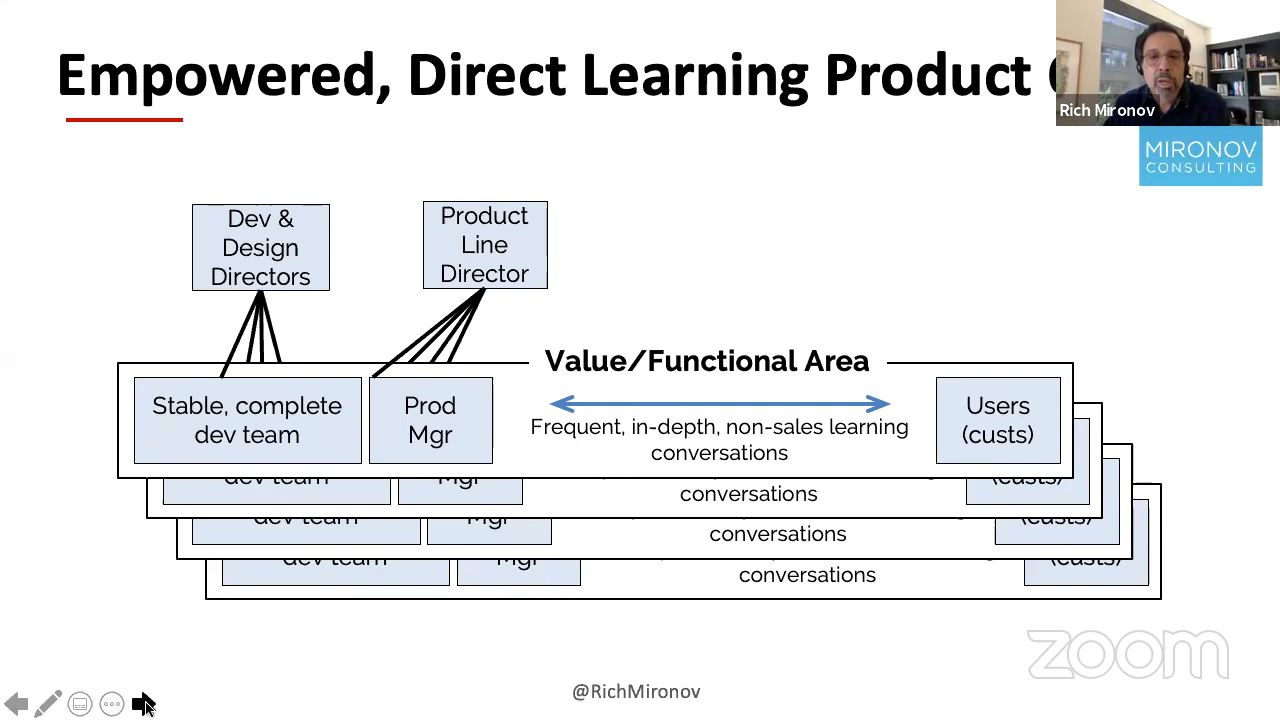 Empowered, Direct Learning Product
Rich Mironov
MIRONOV
CONSULTING
Dev &
Design
Directors
Product
Line
Director
Value/Functional Area
Stable, complete
dev team
Prod
Mgr
Frequent, in-depth, non-sales learning
conversations
Users
(custs)
dev team
Mgr
conversations
(custs)
dev team
Mgr
conversations
(custs)
dev team
Mgr
conversations
(custs)
zoom
@RichMironov